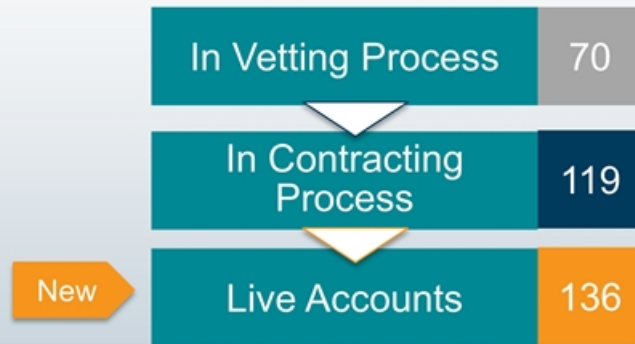 In Vetting Process 70
In Contracting
Process
119
New
Live Accounts 136